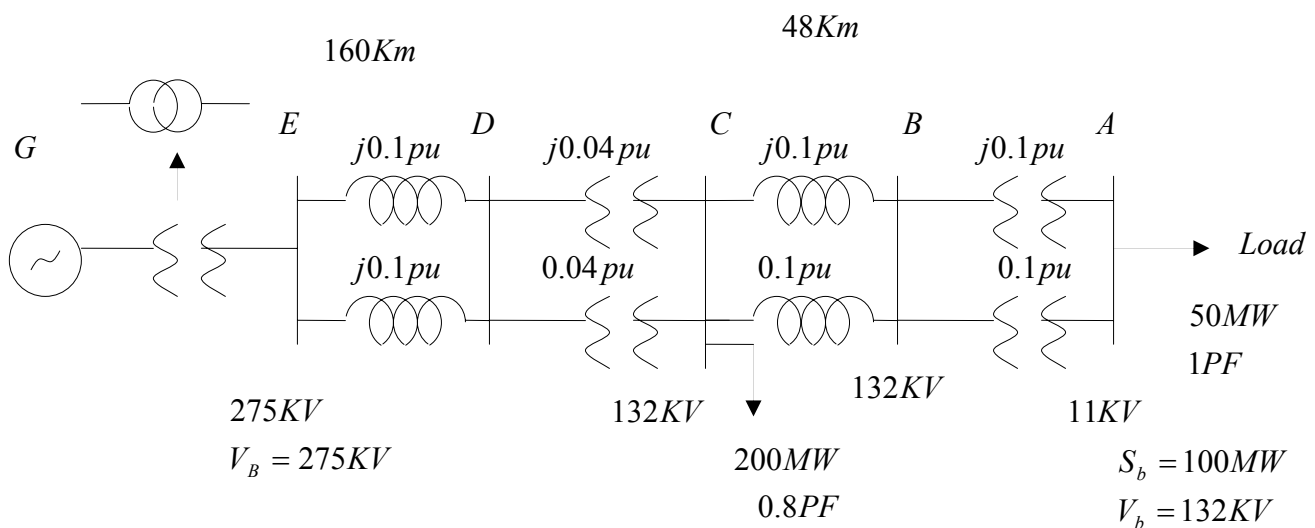 160Km
48Km
G
E
D
C
B
A
j0.1pu
j0.04pu
j0.1pu
j0.1pu
j0.1pu
0.04pu
0.1pu
0.1pu
Load
50MW
1PF
275KV
V_B = 275KV
132KV
200MW
0.8PF
132KV
11KV
S_b = 100MW
V_b = 132KV